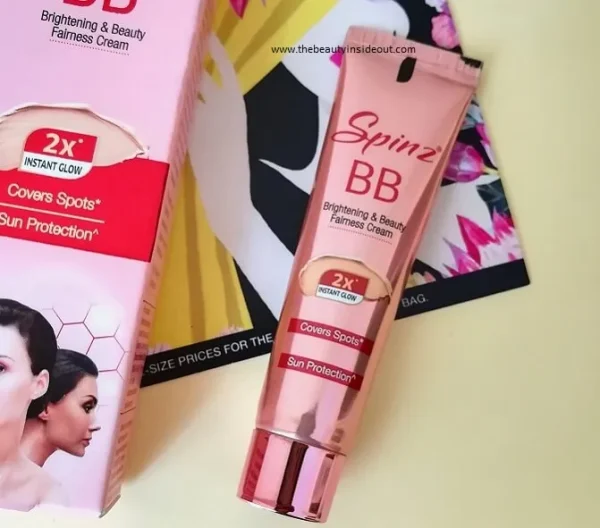 BB
Brightening & Beauty
Fairness Cream
2x*
INSTANT GLOW
Covers Spots*
Sun Protection^
www.thebeautyinsideout.com
Spinz
BB
Brightening & Beauty
Fairness Cream
2x*
INSTANT GLOW
Covers Spots*
Sun Protection^
-SIZE PRICES FOR THE
BAG.